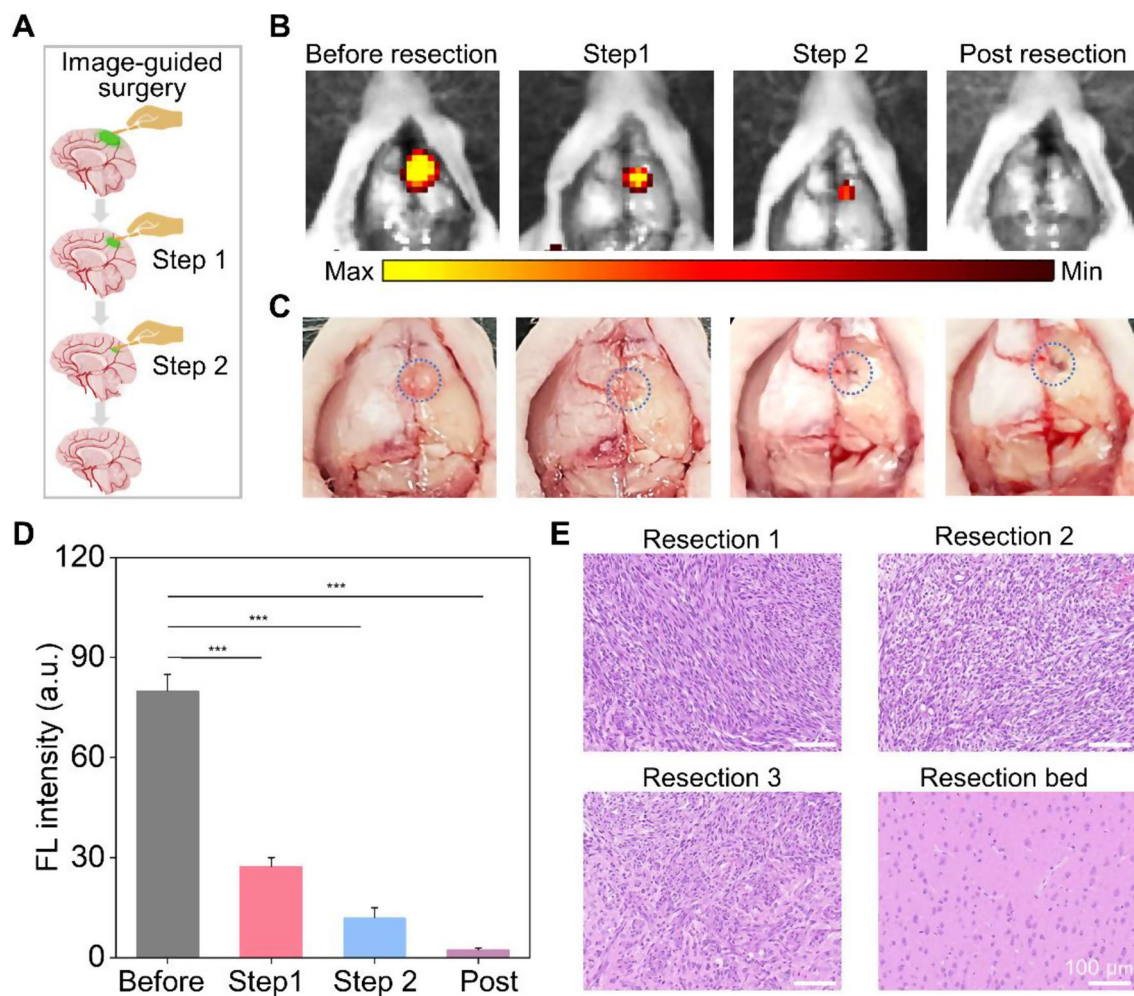 A
Image-guided
surgery
Step 1
Step 2
B
Before resection
Step1
Step 2
Post resection
Max
Min
C
D
FL intensity (a.u.)
120
90
60
30
0
***
***
***
Before
Step1
Step 2
Post
E
Resection 1
Resection 2
Resection 3
Resection bed
100 μm